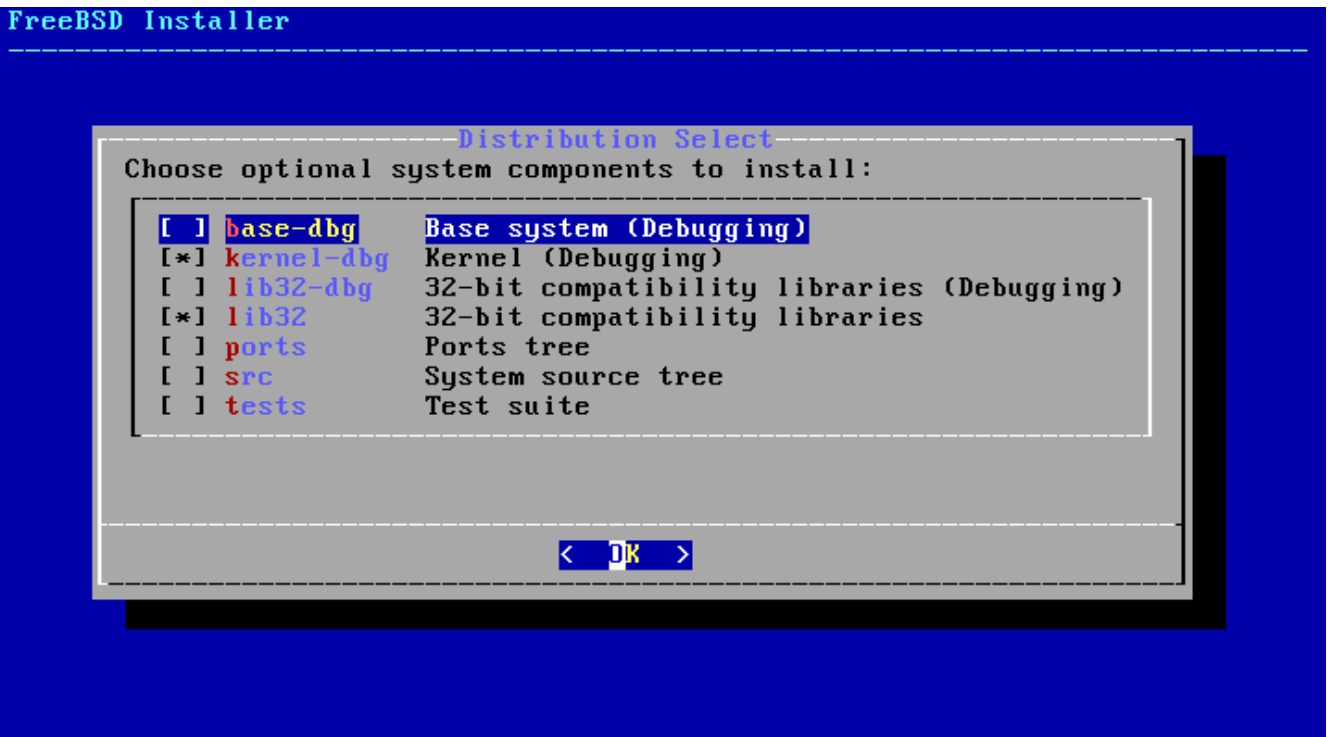 FreeBSD Installer
Distribution Select
Choose optional system components to install:
[ ] base-dbg Base system (Debugging)
[*] kernel-dbg Kernel (Debugging)
[ ] lib32-dbg 32-bit compatibility libraries (Debugging)
[*] lib32 32-bit compatibility libraries
[ ] ports Ports tree
[ ] src System source tree
[ ] tests Test suite
< OK >